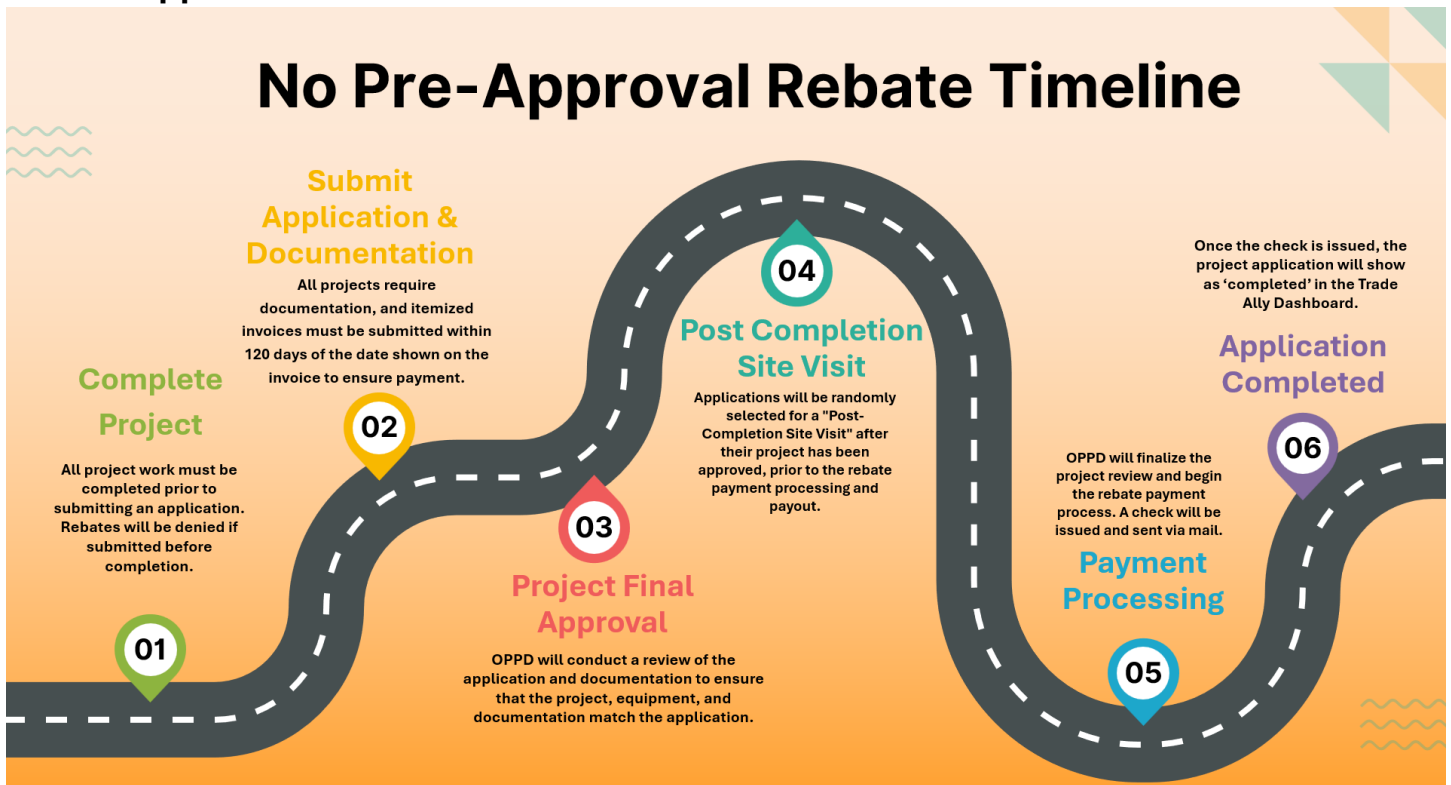 No Pre-Approval Rebate Timeline
Complete
Project
All project work must be
completed prior to
submitting an application.
Rebates will be denied if
submitted before
completion.
01
Submit
Application &
Documentation
All projects require
documentation, and itemized
invoices must be submitted within
120 days of the date shown on the
invoice to ensure payment.
02
03
Project Final
Approval
OPPD will conduct a review of the
application and documentation to ensure
that the project, equipment, and
documentation match the application.
04
Post Completion
Site Visit
Applications will be randomly
selected for a "Post-
Completion Site Visit" after
their project has been
approved, prior to the rebate
payment processing and
payout.
OPPD will finalize the
project review and begin
the rebate payment
process. A check will be
issued and sent via mail.
Payment
Processing
05
Once the check is issued, the
project application will show
as ‘completed’ in the Trade
Ally Dashboard.
Application
Completed
06